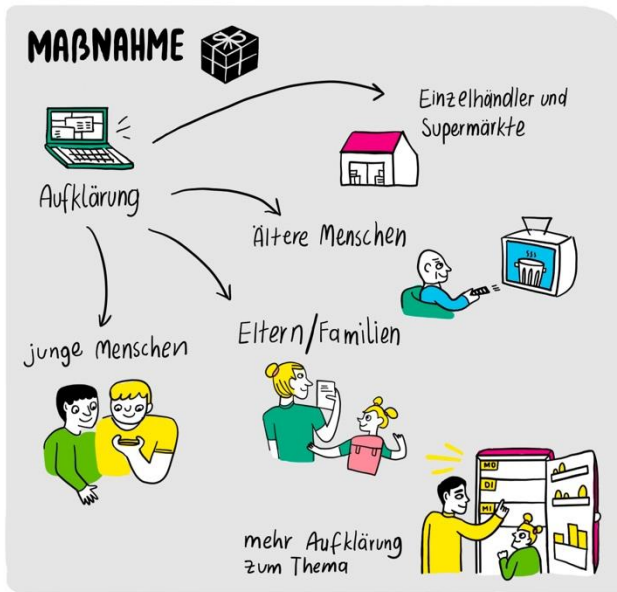 MAẞNAHME
Aufklärung
Einzelhändler und
Supermärkte
Ältere Menschen
Eltern/Familien
junge Menschen
MO
DI
MI
mehr Aufklärung
zum Thema